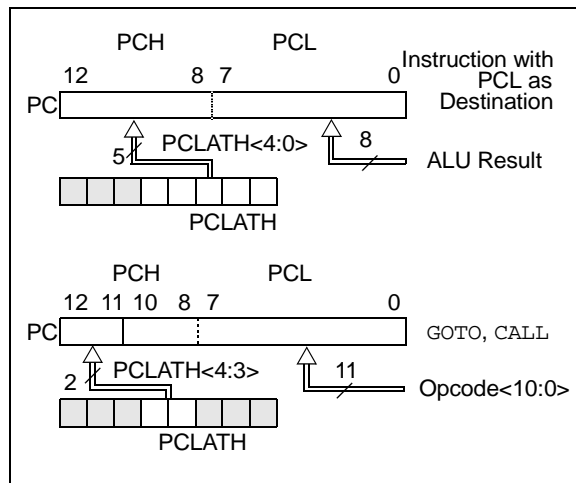 PCH PCL
12 8 7 0
Instruction with
PCL as
Destination
PC
5 PCLATH<4:0> 8
ALU Result
PCLATH
PCH PCL
12 11 10 8 7 0
PC
GOTO, CALL
2 PCLATH<4:3> 11
Opcode<10:0>
PCLATH